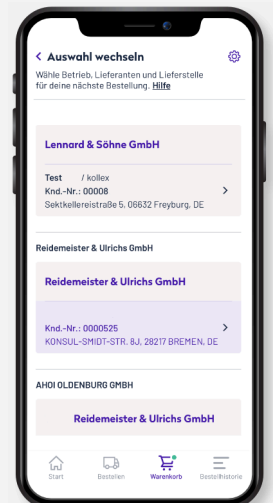 Auswahl wechseln
Wähle Betrieb, Lieferanten und Lieferstelle
für deine nächste Bestellung. Hilfe
Lennard & Söhne GmbH
Test / kollex
Knd.-Nr.: 00008
Sektkellereistraße 5, 06632 Freyburg, DE
Reidemeister & Ulrichs GmbH
Reidemeister & Ulrichs GmbH
Knd.-Nr.: 0000525
KONSUL-SMIDT-STR. 8J, 28217 BREMEN, DE
AHOI OLDENBURG GMBH
Reidemeister & Ulrichs GmbH
Start Bestellen Warenkorb Bestellhistorie